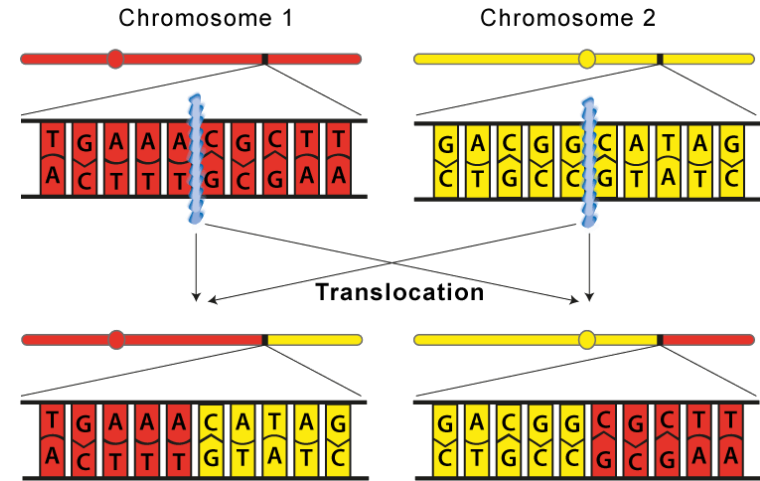 Chromosome 1
Chromosome 2
T G A A A C G C T T
A C T T T G C G A A
G A C G G C A T A G
C T G C C G T A T C
Translocation
T G A A A C A T A G
A C T T T G T A T C
G A C G G C G C T T
C T G C C G C G A A